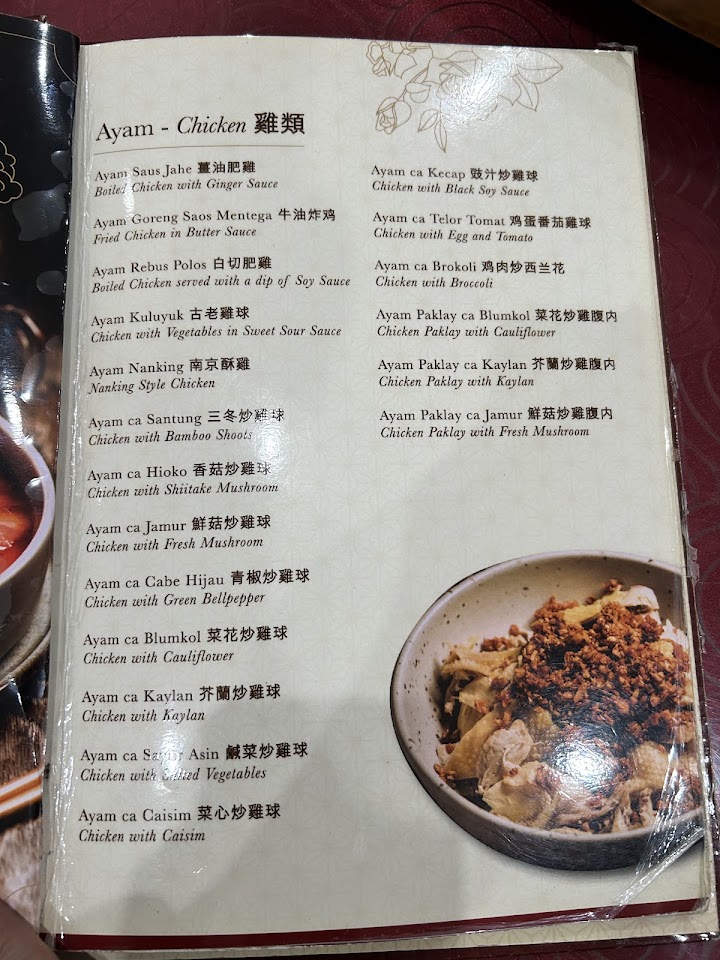 Ayam - Chicken 雞類
Ayam Saus Jahe 薑油肥雞
Boiled Chicken with Ginger Sauce
Ayam Goreng Saos Mentega 牛油炸鸡
Fried Chicken in Butter Sauce
Ayam Rebus Polos 白切肥雞
Boiled Chicken served with a dip of Soy Sauce
Ayam Kuluyuk 古老雞球
Chicken with Vegetables in Sweet Sour Sauce
Ayam Nanking 南京酥雞
Nanking Style Chicken
Ayam ca Santung 三冬炒雞球
Chicken with Bamboo Shoots
Ayam ca Hioko 香菇炒雞球
Chicken with Shiitake Mushroom
Ayam ca Jamur 鮮菇炒雞球
Chicken with Fresh Mushroom
Ayam ca Cabe Hijau 青椒炒雞球
Chicken with Green Bellpepper
Ayam ca Blumkol 菜花炒雞球
Chicken with Cauliflower
Ayam ca Kaylan 芥蘭炒雞球
Chicken with Kaylan
Ayam ca Sayur Asin 鹹菜炒雞球
Chicken with Salted Vegetables
Ayam ca Caisim 菜心炒雞球
Chicken with Caisim
Ayam ca Kecap 豉汁炒雞球
Chicken with Black Soy Sauce
Ayam ca Telor Tomat 鸡蛋番茄雞球
Chicken with Egg and Tomato
Ayam ca Brokoli 鸡肉炒西兰花
Chicken with Broccoli
Ayam Paklay ca Blumkol 菜花炒雞腹内
Chicken Paklay with Cauliflower
Ayam Paklay ca Kaylan 芥蘭炒雞腹内
Chicken Paklay with Kaylan
Ayam Paklay ca Jamur 鮮菇炒雞腹内
Chicken Paklay with Fresh Mushroom